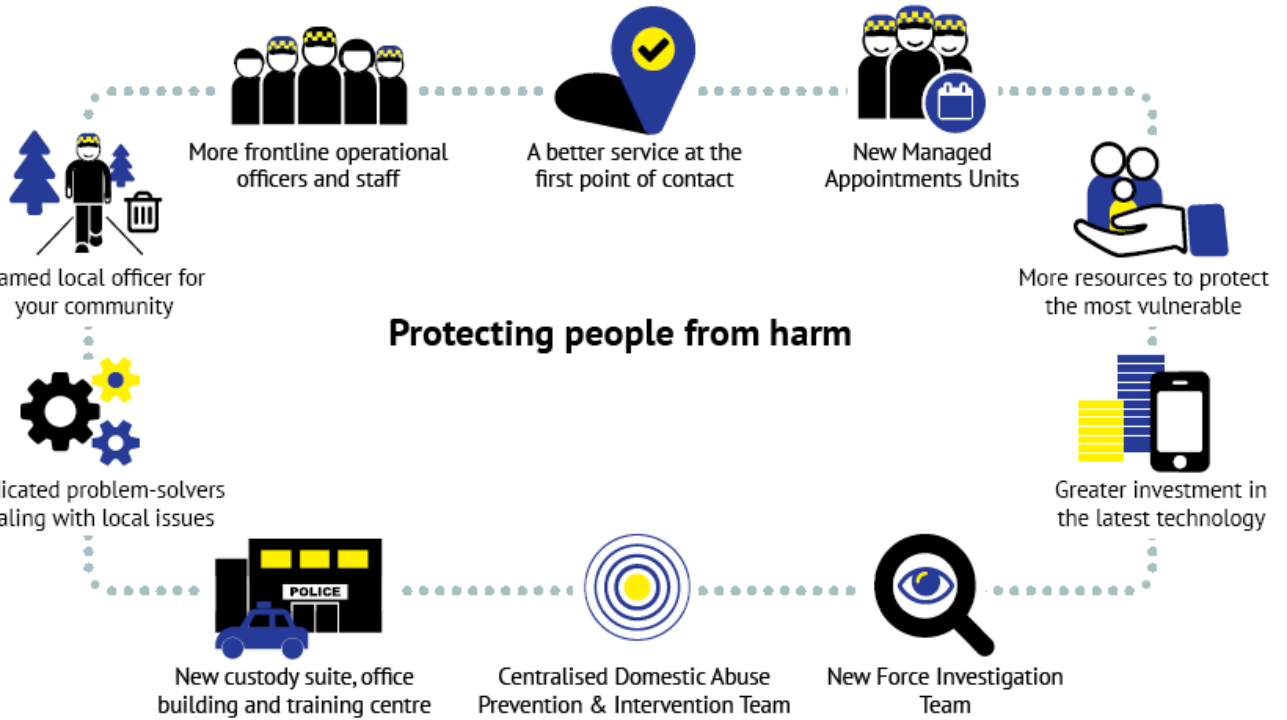 More frontline operational
officers and staff
A better service at the
first point of contact
New Managed
Appointments Units
amed local officer for
your community
More resources to protect
the most vulnerable
Protecting people from harm
icated problem-solvers
aling with local issues
Greater investment in
the latest technology
POLICE
New custody suite, office
building and training centre
Centralised Domestic Abuse
Prevention & Intervention Team
New Force Investigation
Team